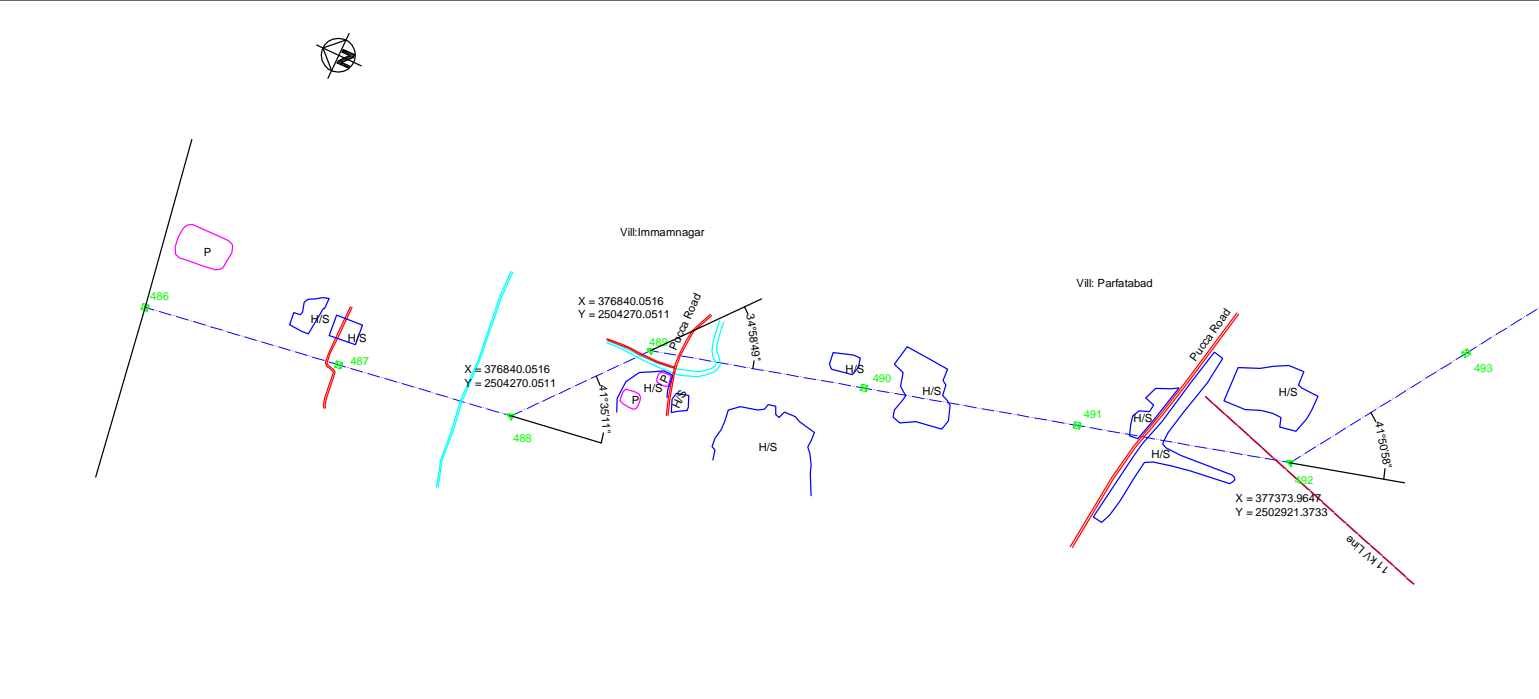 N
Vill:Immamnagar
Vill: Parfatabad
P
486
X = 376840.0516
Y = 2504270.0511
Pucca Road
34°58'49"
Pucca Road
H/S
H/S
487
489
X = 376840.0516
Y = 2504270.0511
41°35'11"
488
H/S
P
P
H/S
H/S
H/S
490
H/S
491
H/S
H/S
H/S
493
41°50'58"
492
X = 377373.9647
Y = 2502921.3733
11 kV Line